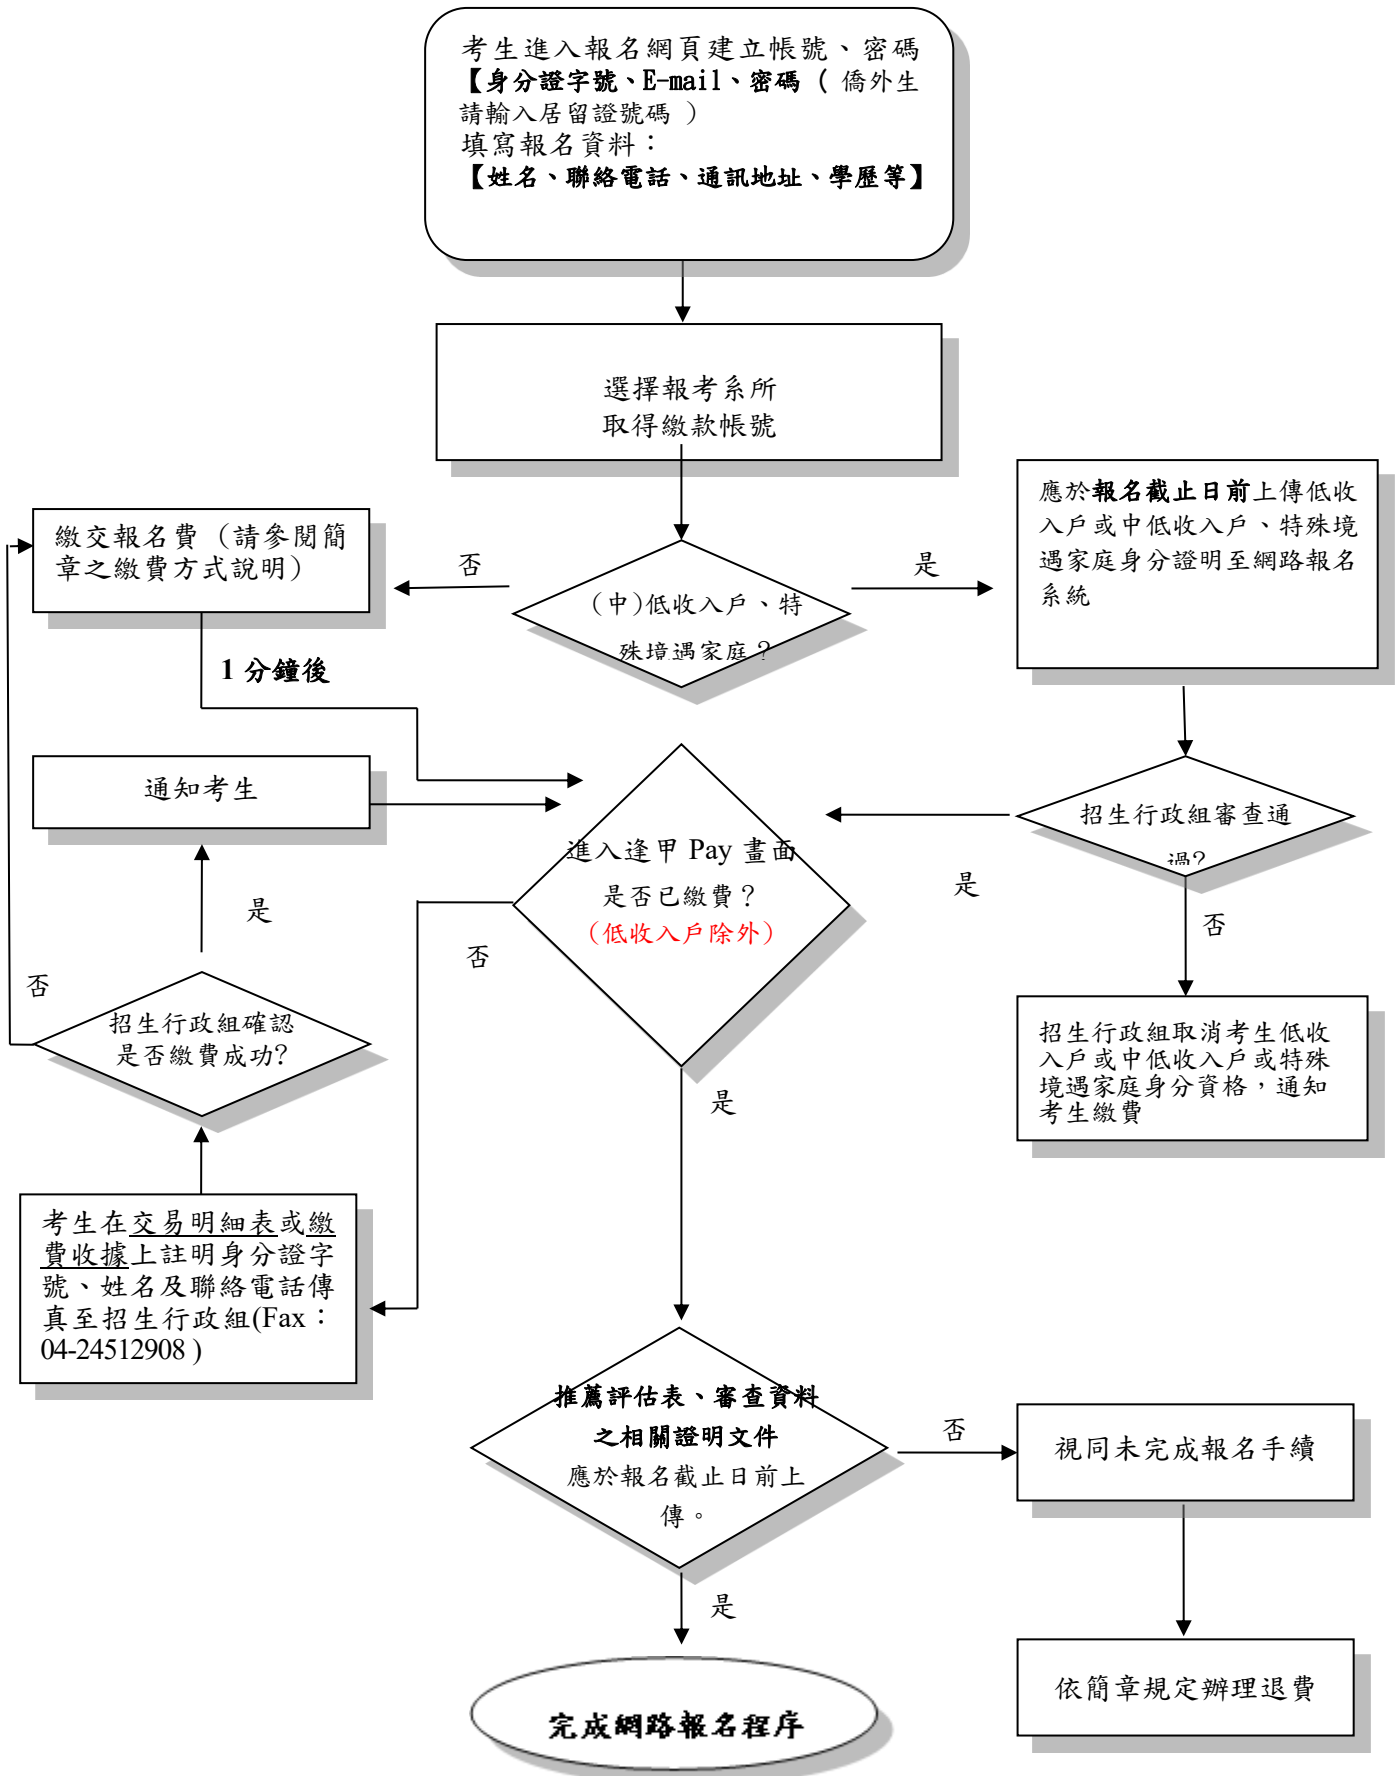 考生進入報名網頁建立帳號、密碼
【身分證字號、E-mail、密碼 ( 僑外生
請輸入居留證號碼 )
填寫報名資料：
【姓名、聯絡電話、通訊地址、學歷等】
選擇報考系所
取得繳款帳號
(中)低收入戶、特
殊境遇家庭？
否
是
繳交報名費（請參閱簡
章之繳費方式說明）
1 分鐘後
應於報名截止日前上傳低收
入戶或中低收入戶、特殊境
遇家庭身分證明至網路報名
系統
通知考生
招生行政組審查通
過?
是
否
進入逢甲 Pay 畫面
是否已繳費？
（低收入戶除外）
否
是
是
否
招生行政組確認
是否繳費成功?
招生行政組取消考生低收
入戶或中低收入戶或特殊
境遇家庭身分資格，通知
考生繳費
考生在交易明細表或繳
費收據上註明身分證字
號、姓名及聯絡電話傳
真至招生行政組(Fax：
04-24512908 )
推薦評估表、審查資料
之相關證明文件
應於報名截止日前上
傳。
否
視同未完成報名手續
是
完成網路報名程序
依簡章規定辦理退費